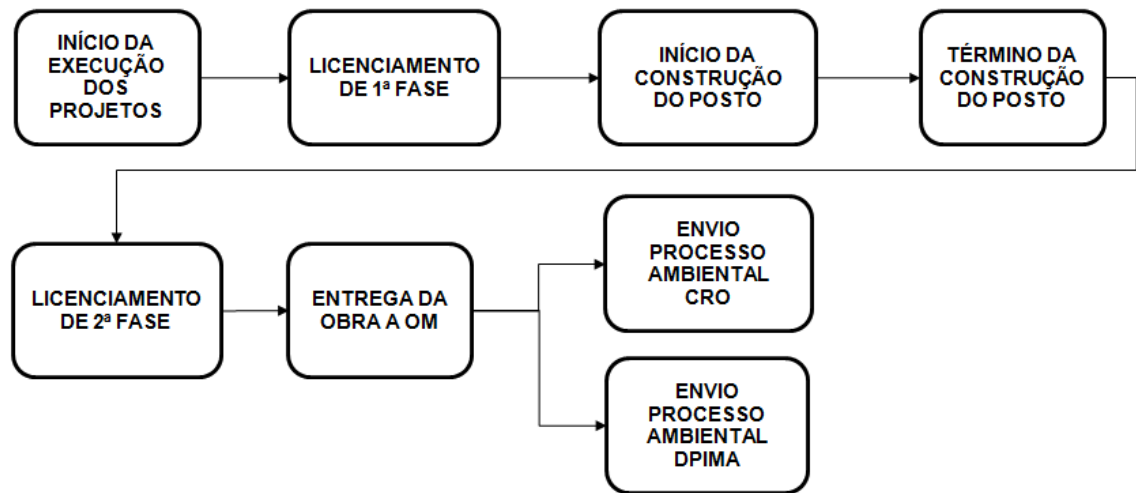 INÍCIO DA
EXECUÇÃO
DOS
PROJETOS
LICENCIAMENTO
DE 1ª FASE
INÍCIO DA
CONSTRUÇÃO
DO POSTO
TÉRMINO DA
CONSTRUÇÃO
DO POSTO
LICENCIAMENTO
DE 2ª FASE
ENTREGA DA
OBRA A OM
ENVIO
PROCESSO
AMBIENTAL
CRO
ENVIO
PROCESSO
AMBIENTAL
DPIMA